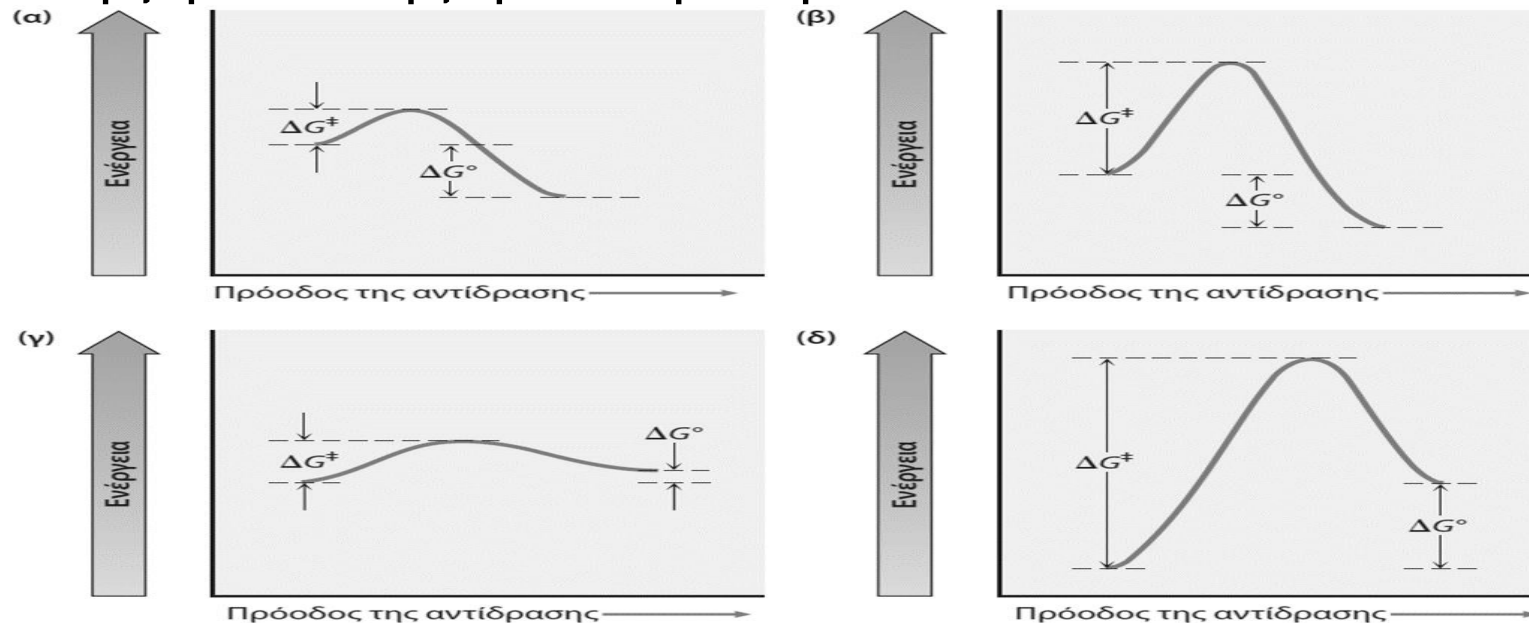 (α)
Ενέργεια
ΔG‡
ΔG°
Πρόοδος της αντίδρασης
(β)
Ενέργεια
ΔG‡
ΔG°
Πρόοδος της αντίδρασης
(γ)
Ενέργεια
ΔG‡
ΔG°
Πρόοδος της αντίδρασης
(δ)
Ενέργεια
ΔG‡
ΔG°
Πρόοδος της αντίδρασης